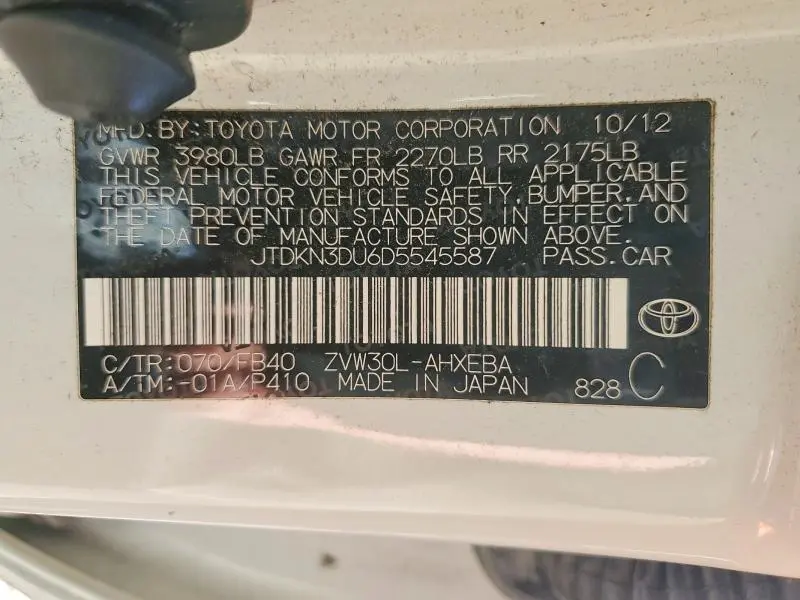 MFD. BY: TOYOTA MOTOR CORPORATION 10/12
GVWR 3980LB GAWR FR 2270LB RR 2175LB
THIS VEHICLE CONFORMS TO ALL APPLICABLE
FEDERAL MOTOR VEHICLE SAFETY, BUMPER, AND
THEFT PREVENTION STANDARDS IN EFFECT ON
THE DATE OF MANUFACTURE SHOWN ABOVE.
JTDKN3DU6D5545587 PASS. CAR
C/TR: 070/FB40 ZVW30L-AHXEBA
A/TM: -01A/P410 MADE IN JAPAN 828 C